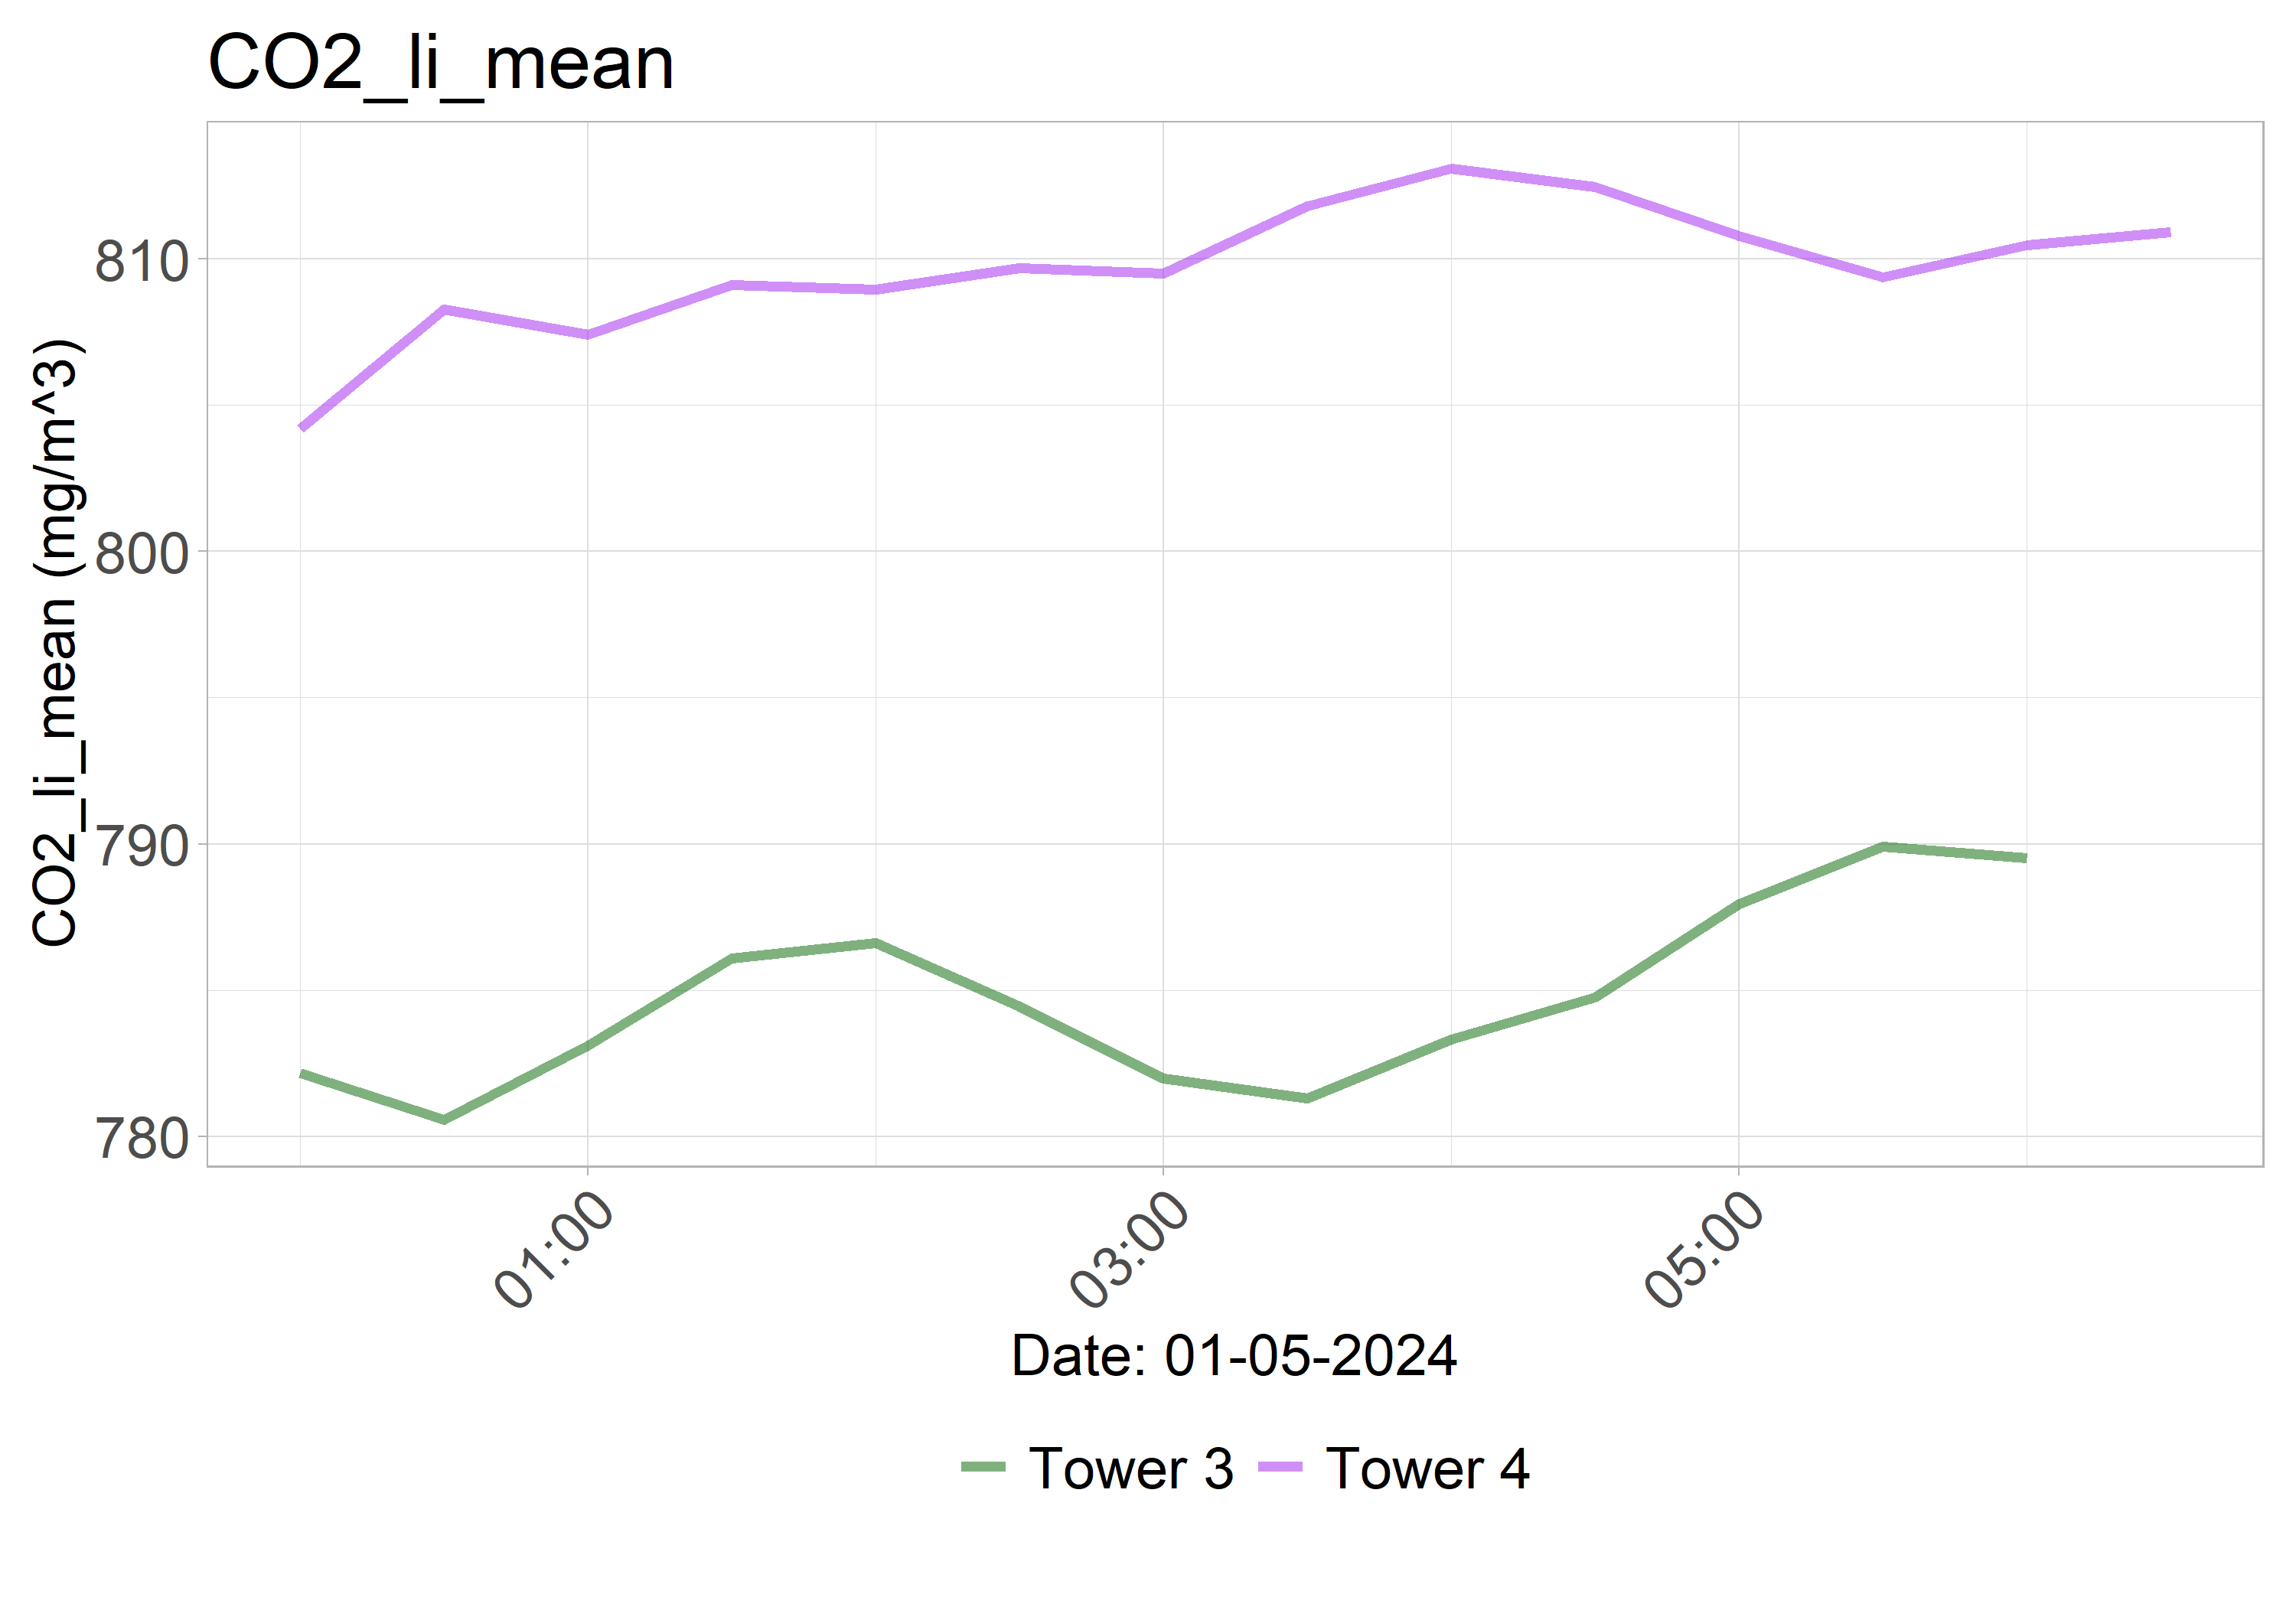 CO2_li_mean
CO2_li_mean (mg/m^3)
810
800
790
780
01:00
03:00
05:00
Date: 01-05-2024
Tower 3
Tower 4